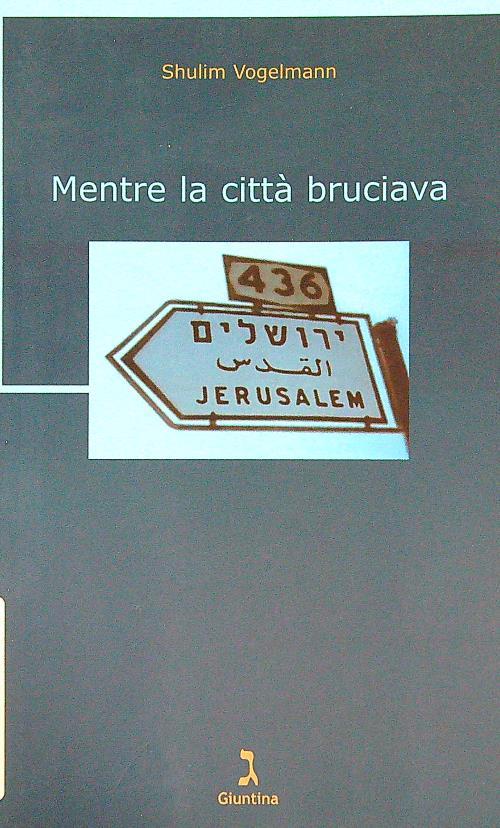 Shulim Vogelmann
Mentre la città bruciava
436
ירושלים
القدس
JERUSALEM
ג
Giuntina